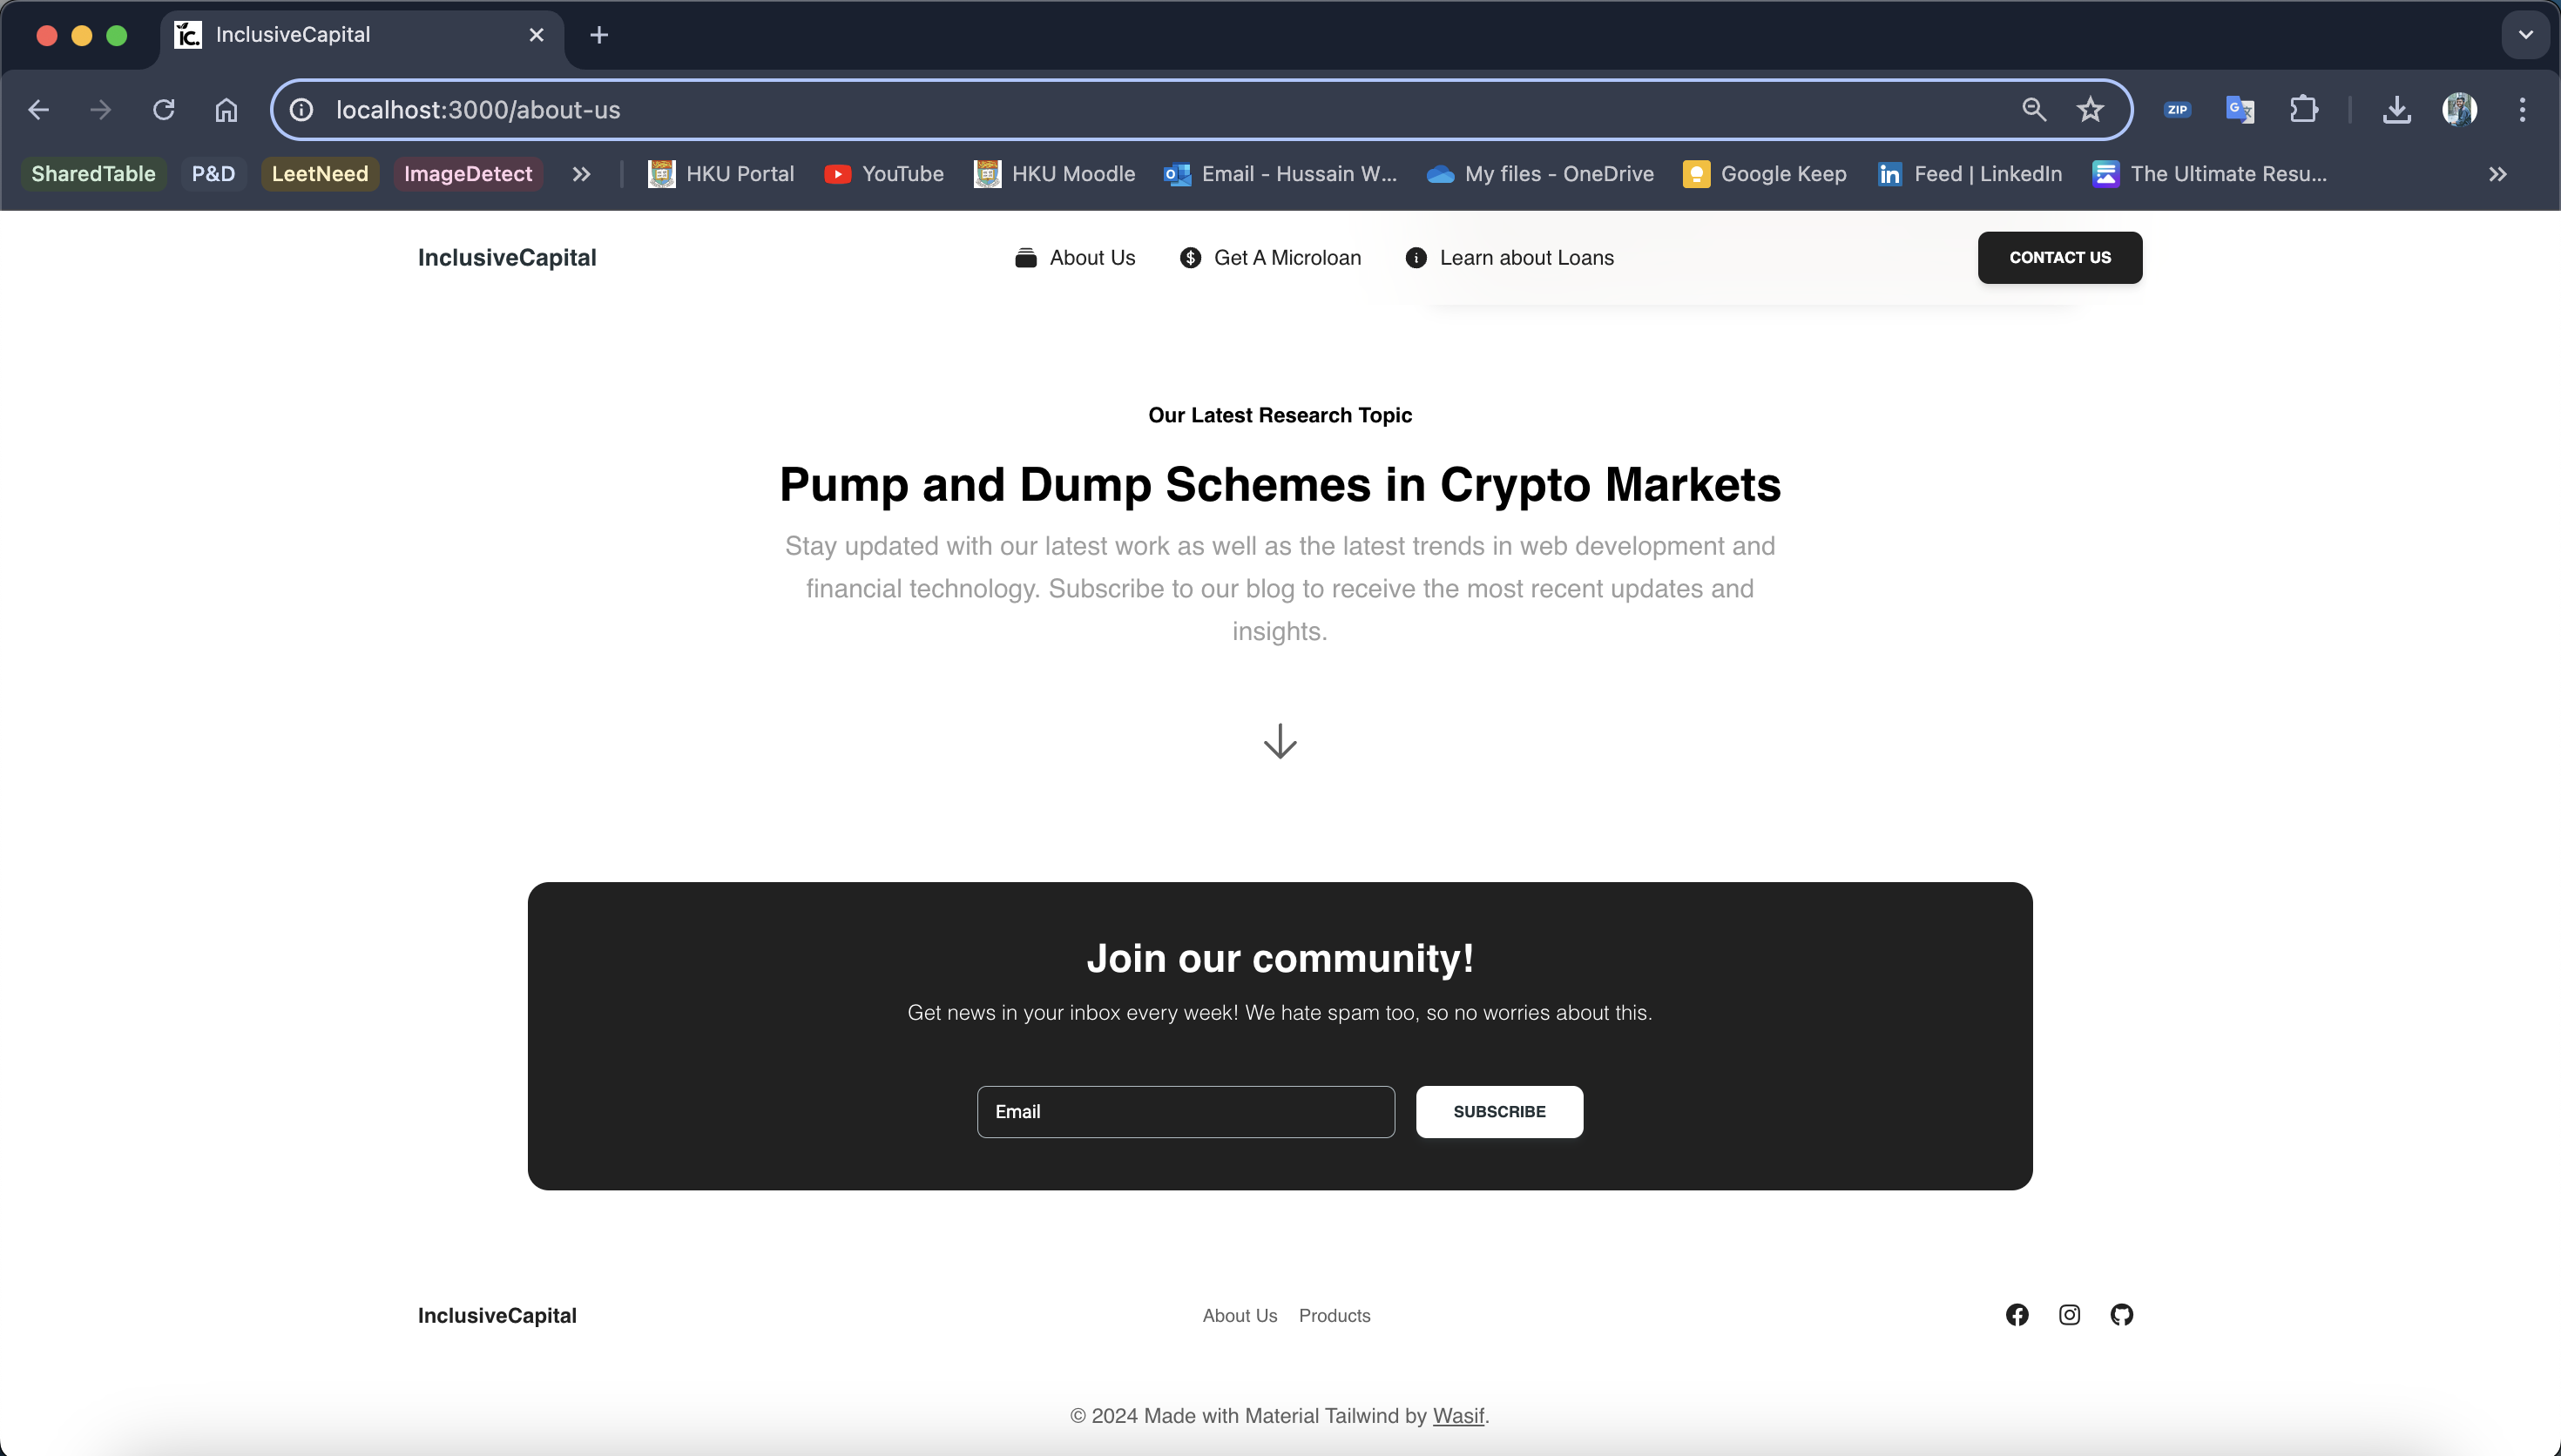 ic.
InclusiveCapital
localhost:3000/about-us
ZIP
SharedTable
P&D
LeetNeed
ImageDetect
HKU Portal
YouTube
HKU Moodle
Email - Hussain W...
My files - OneDrive
Google Keep
Feed | LinkedIn
The Ultimate Resu...
InclusiveCapital
About Us
Get A Microloan
Learn about Loans
CONTACT US
Our Latest Research Topic
Pump and Dump Schemes in Crypto Markets
Stay updated with our latest work as well as the latest trends in web development and
financial technology. Subscribe to our blog to receive the most recent updates and
insights.
Join our community!
Get news in your inbox every week! We hate spam too, so no worries about this.
Email
SUBSCRIBE
InclusiveCapital
About Us
Products
© 2024 Made with Material Tailwind by Wasif.